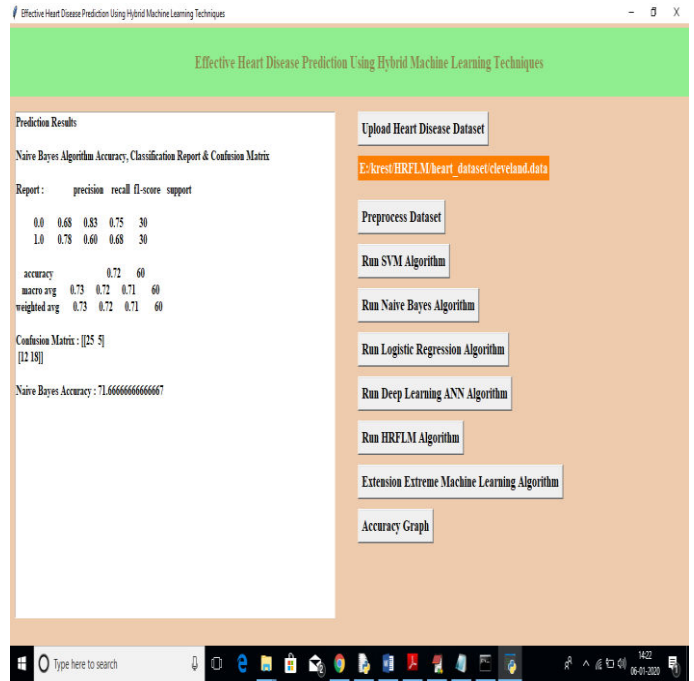 Effective Heart Disease Prediction Using Hybrid Machine Learning Techniques
Effective Heart Disease Prediction Using Hybrid Machine Learning Techniques
Prediction Results
Naive Bayes Algorithm Accuracy, Classification Report & Confusion Matrix
Report : precision recall f1-score support
0.0 0.68 0.83 0.75 30
1.0 0.78 0.60 0.68 30
accuracy 0.72 60
macro avg 0.73 0.72 0.71 60
weighted avg 0.73 0.72 0.71 60
Confusion Matrix : [[25 5]
[12 18]]
Naive Bayes Accuracy : 71.66666666666667
Upload Heart Disease Dataset
E:/krest/HRFLM/heart_dataset/cleveland.data
Preprocess Dataset
Run SVM Algorithm
Run Naive Bayes Algorithm
Run Logistic Regression Algorithm
Run Deep Learning ANN Algorithm
Run HRFLM Algorithm
Extension Extreme Machine Learning Algorithm
Accuracy Graph
Type here to search
14:22
06-01-2020